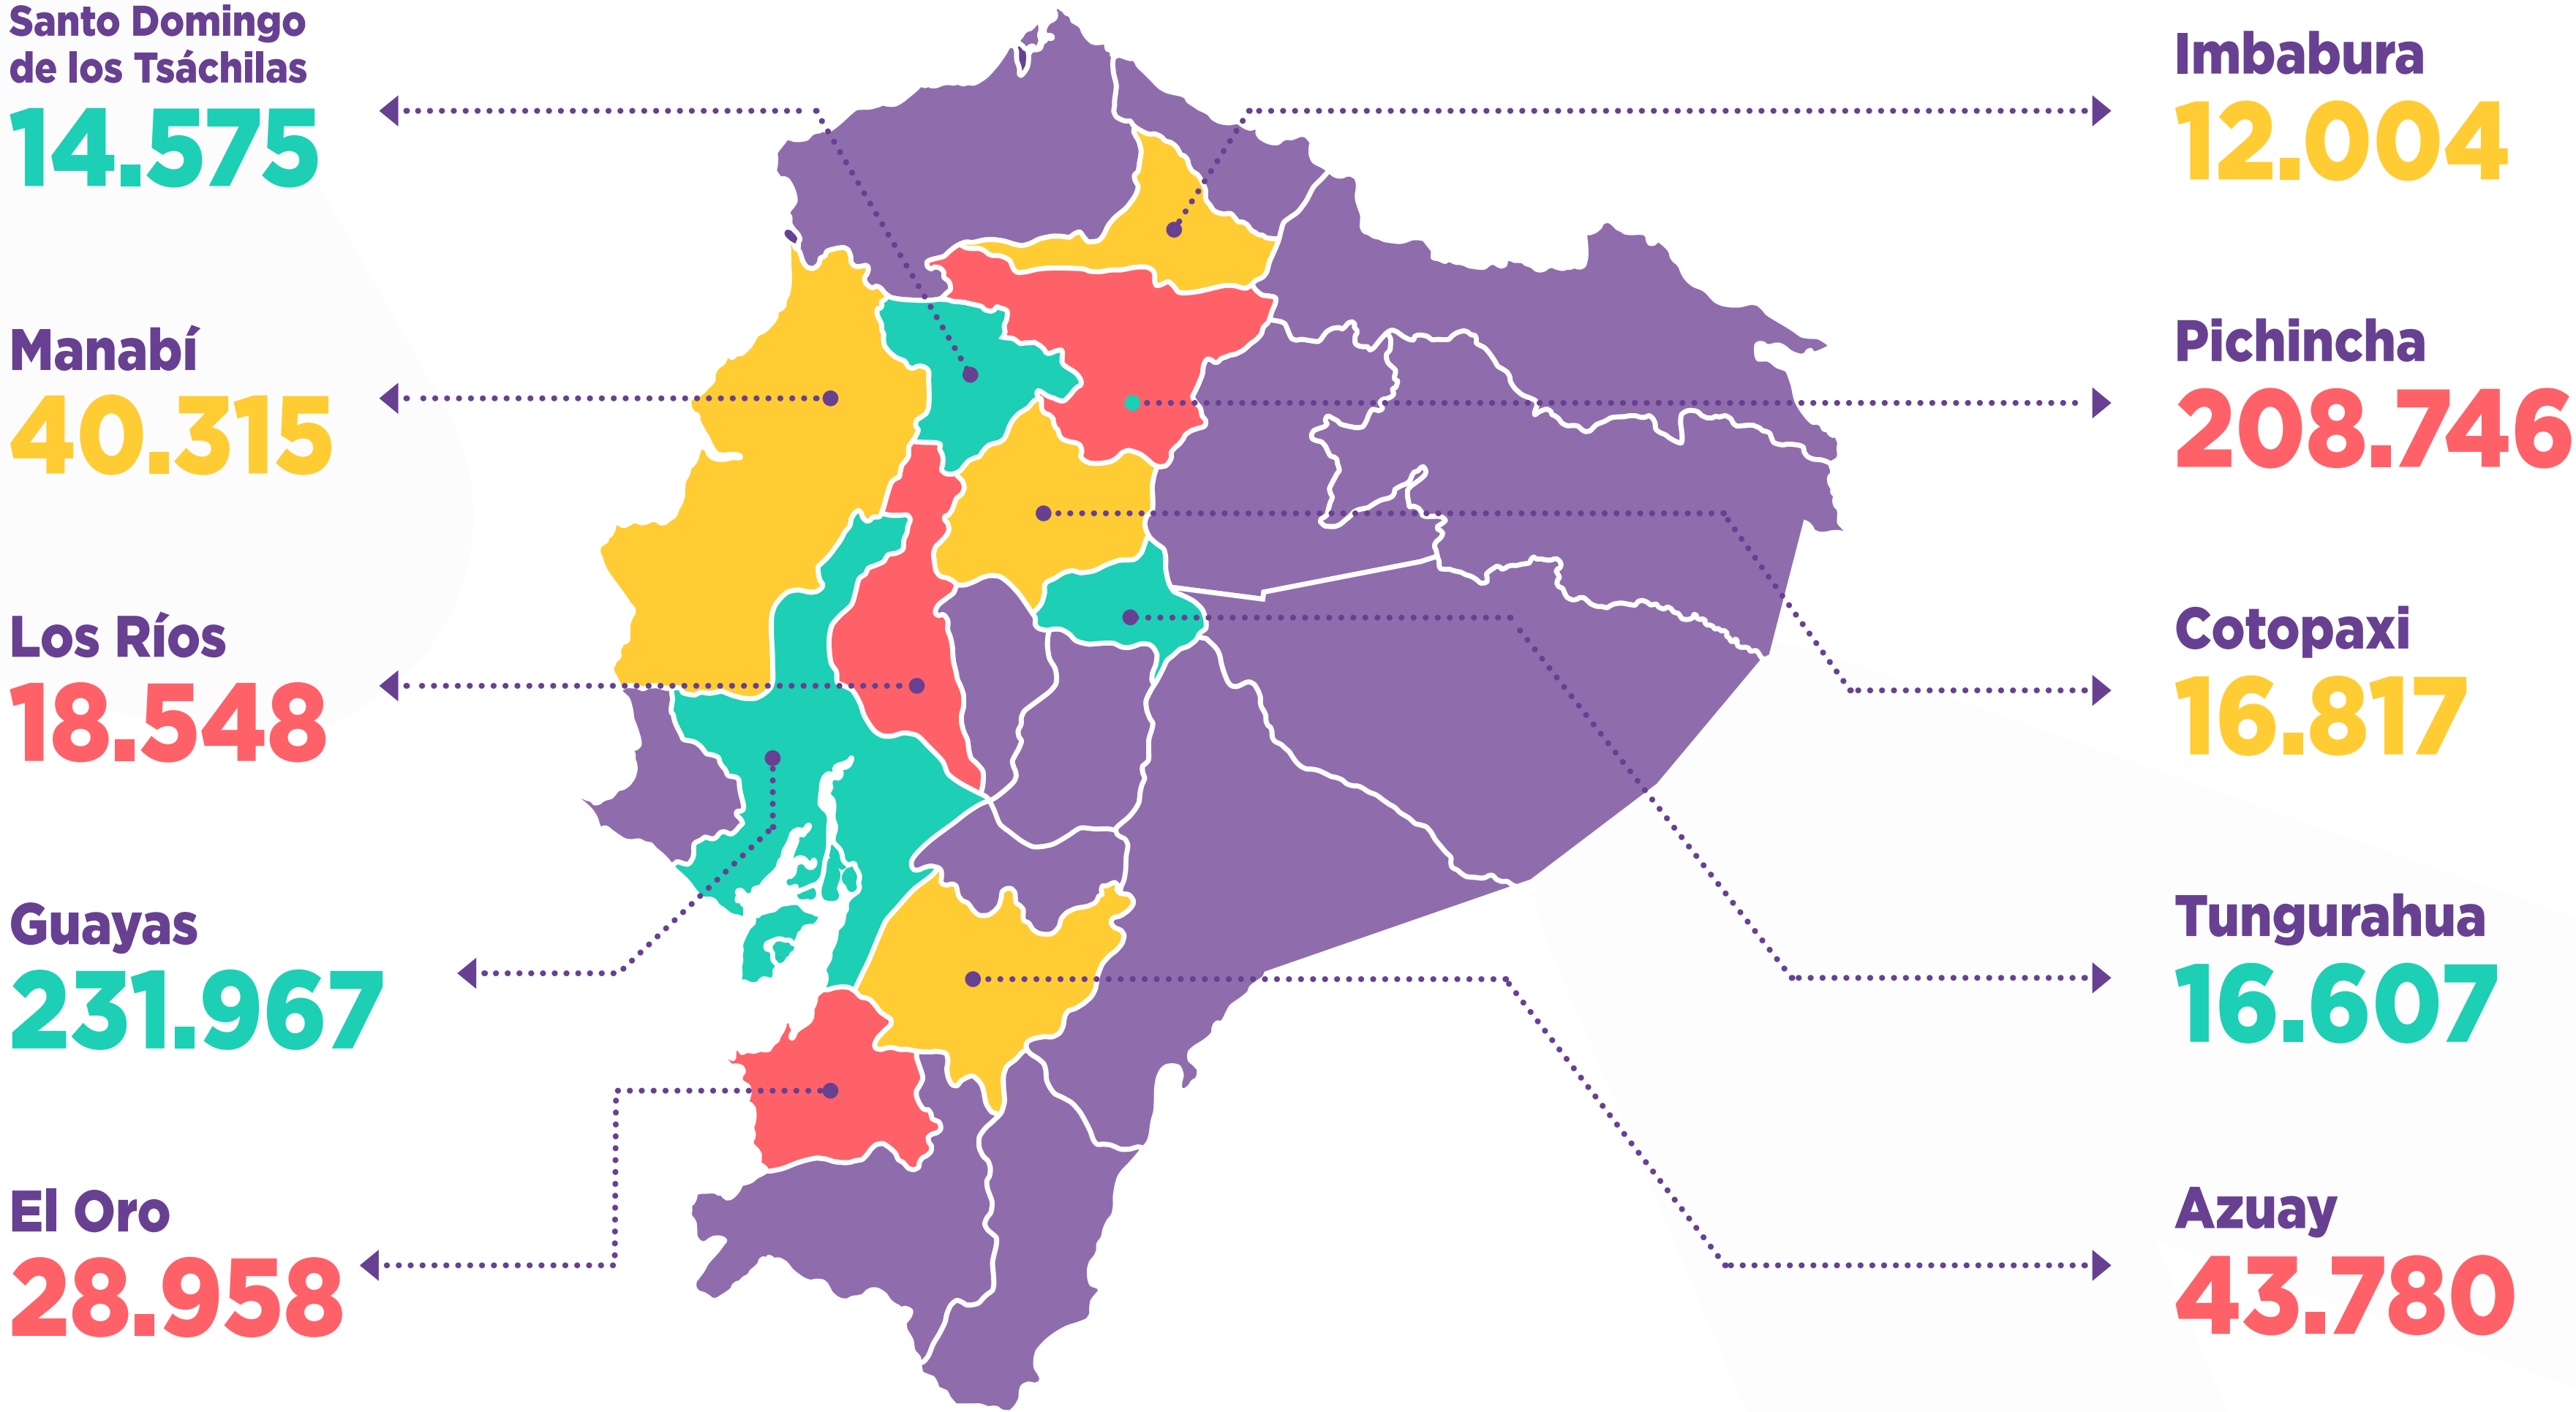 Santo Domingo
de los Tsáchilas
14.575
Manabí
40.315
Los Ríos
18.548
Guayas
231.967
El Oro
28.958
Imbabura
12.004
Pichincha
208.746
Cotopaxi
16.817
Tungurahua
16.607
Azuay
43.780